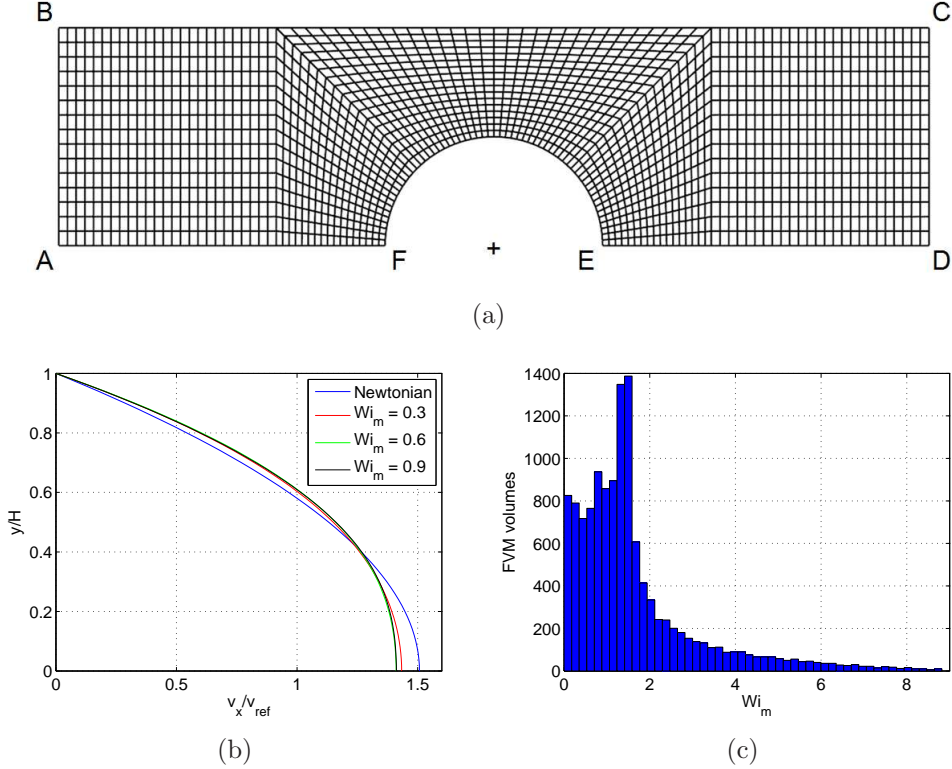 B
C
A
F
+
E
D
(a)
1
0.8
0.6
0.4
0.2
0
y/H
0
0.5
1
1.5
v_x/v_ref
Newtonian
Wi_m = 0.3
Wi_m = 0.6
Wi_m = 0.9
(b)
1400
1200
1000
800
600
400
200
0
FVM volumes
0
2
4
6
8
Wi_m
(c)